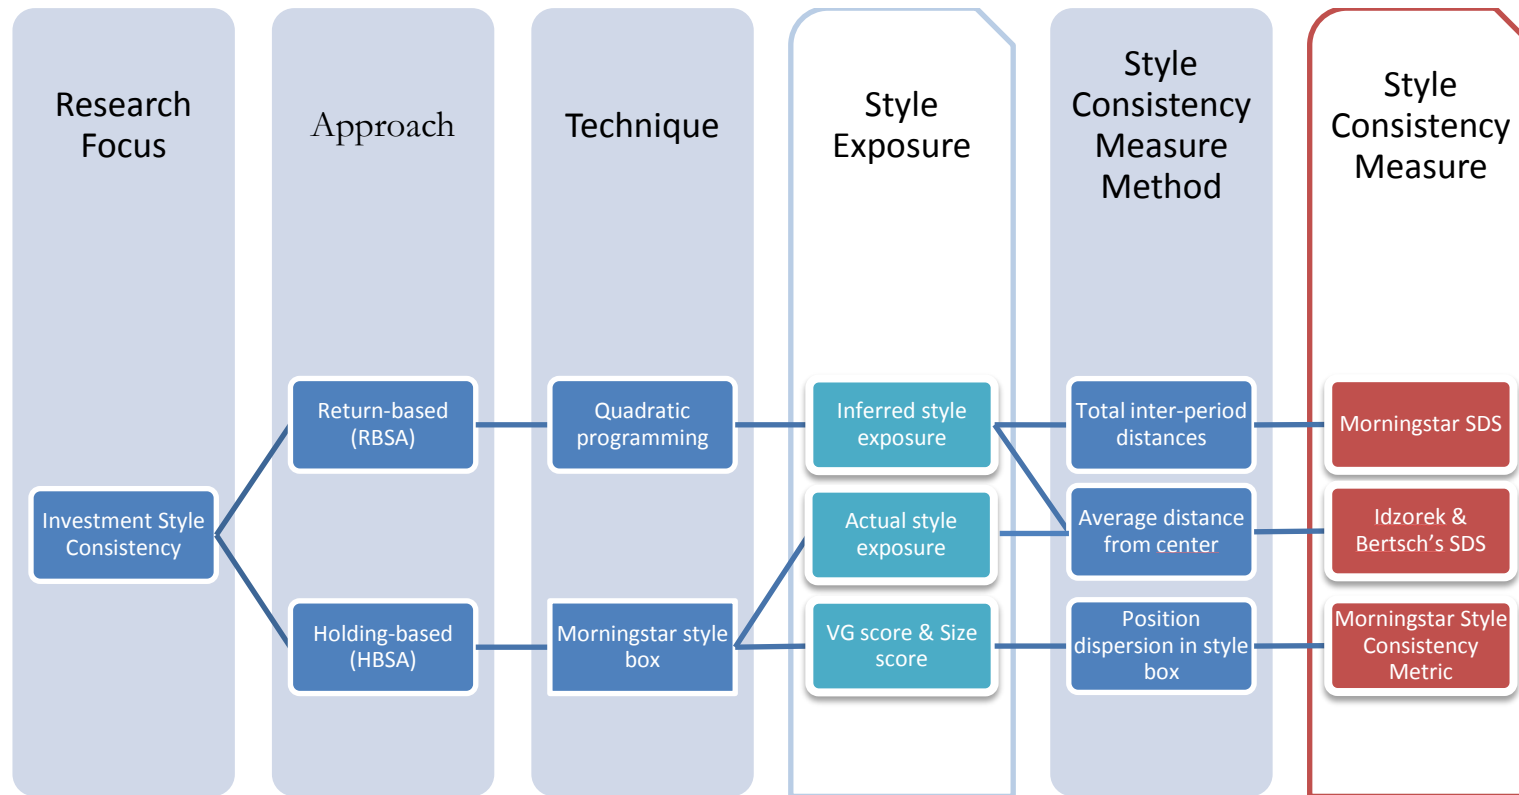 Research
Focus
Approach
Technique
Style
Exposure
Style
Consistency
Measure
Method
Style
Consistency
Measure
Investment Style
Consistency
Return-based
(RBSA)
Holding-based
(HBSA)
Quadratic
programming
Morningstar style
box
Inferred style
exposure
Actual style
exposure
VG score & Size
score
Total inter-period
distances
Average distance
from center
Position
dispersion in style
box
Morningstar SDS
Idzorek &
Bertsch's SDS
Morningstar Style
Consistency
Metric